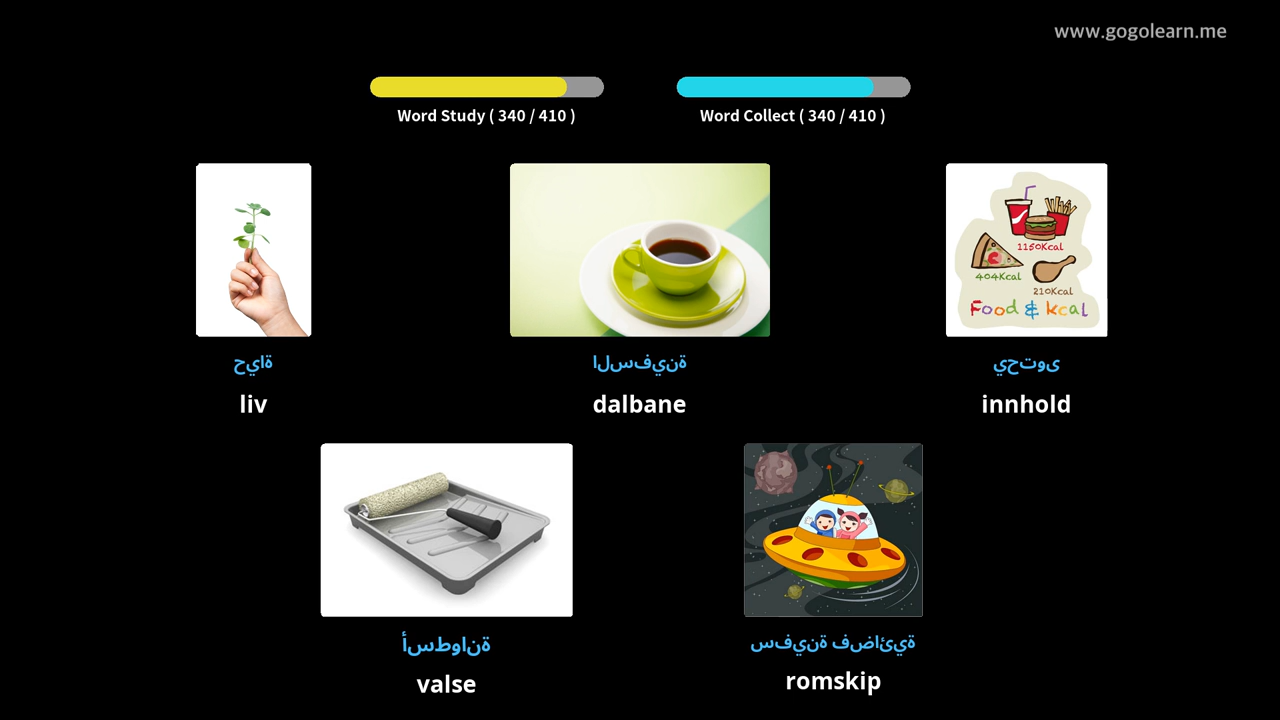 www.gogolearn.me
Word Study ( 340 / 410 )
Word Collect ( 340 / 410 )
حياة
liv
السفينة
dalbane
يحتوى
innhold
1150Kcal
404Kcal
210Kcal
Food & kcal
أسطوانة
valse
سفينة فضائية
romskip